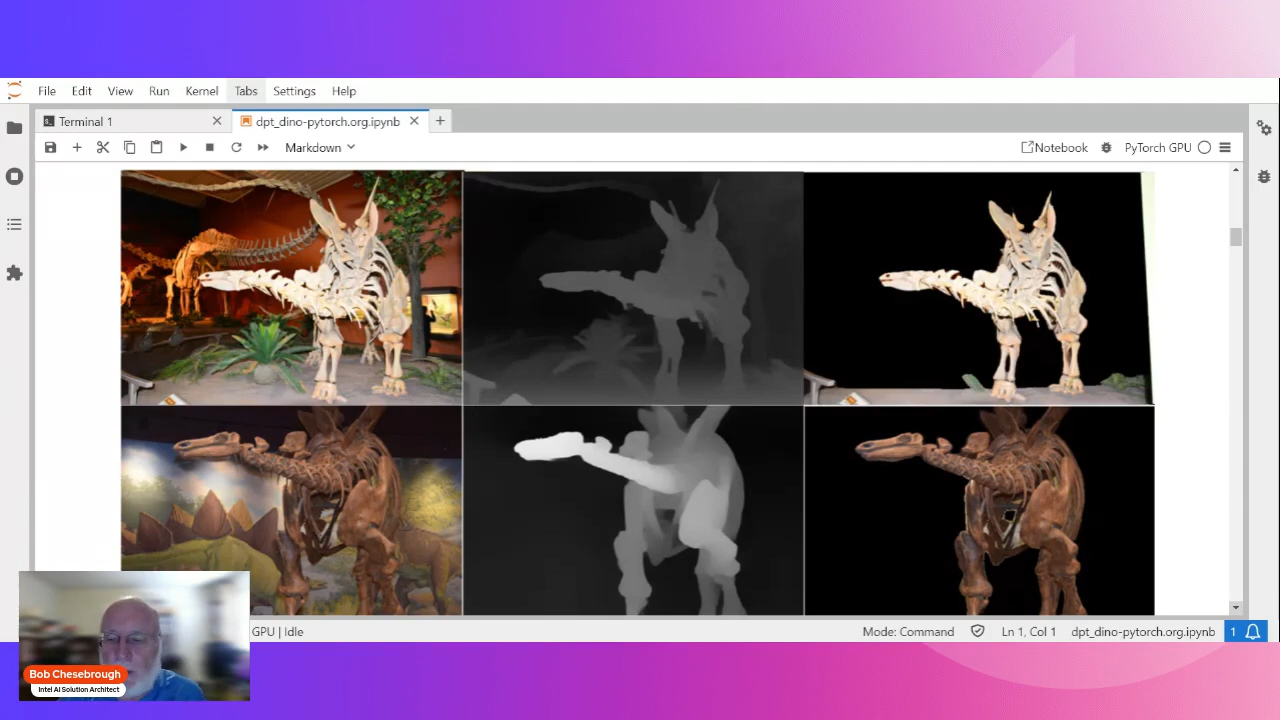 File Edit View Run Kernel Tabs Settings Help
Terminal 1
dpt_dino-pytorch.org.ipynb
Markdown
Notebook
PyTorch GPU
GPU | Idle
Mode: Command
Ln 1, Col 1
dpt_dino-pytorch.org.ipynb
1
Bob Chesebrough
Intel AI Solution Architect